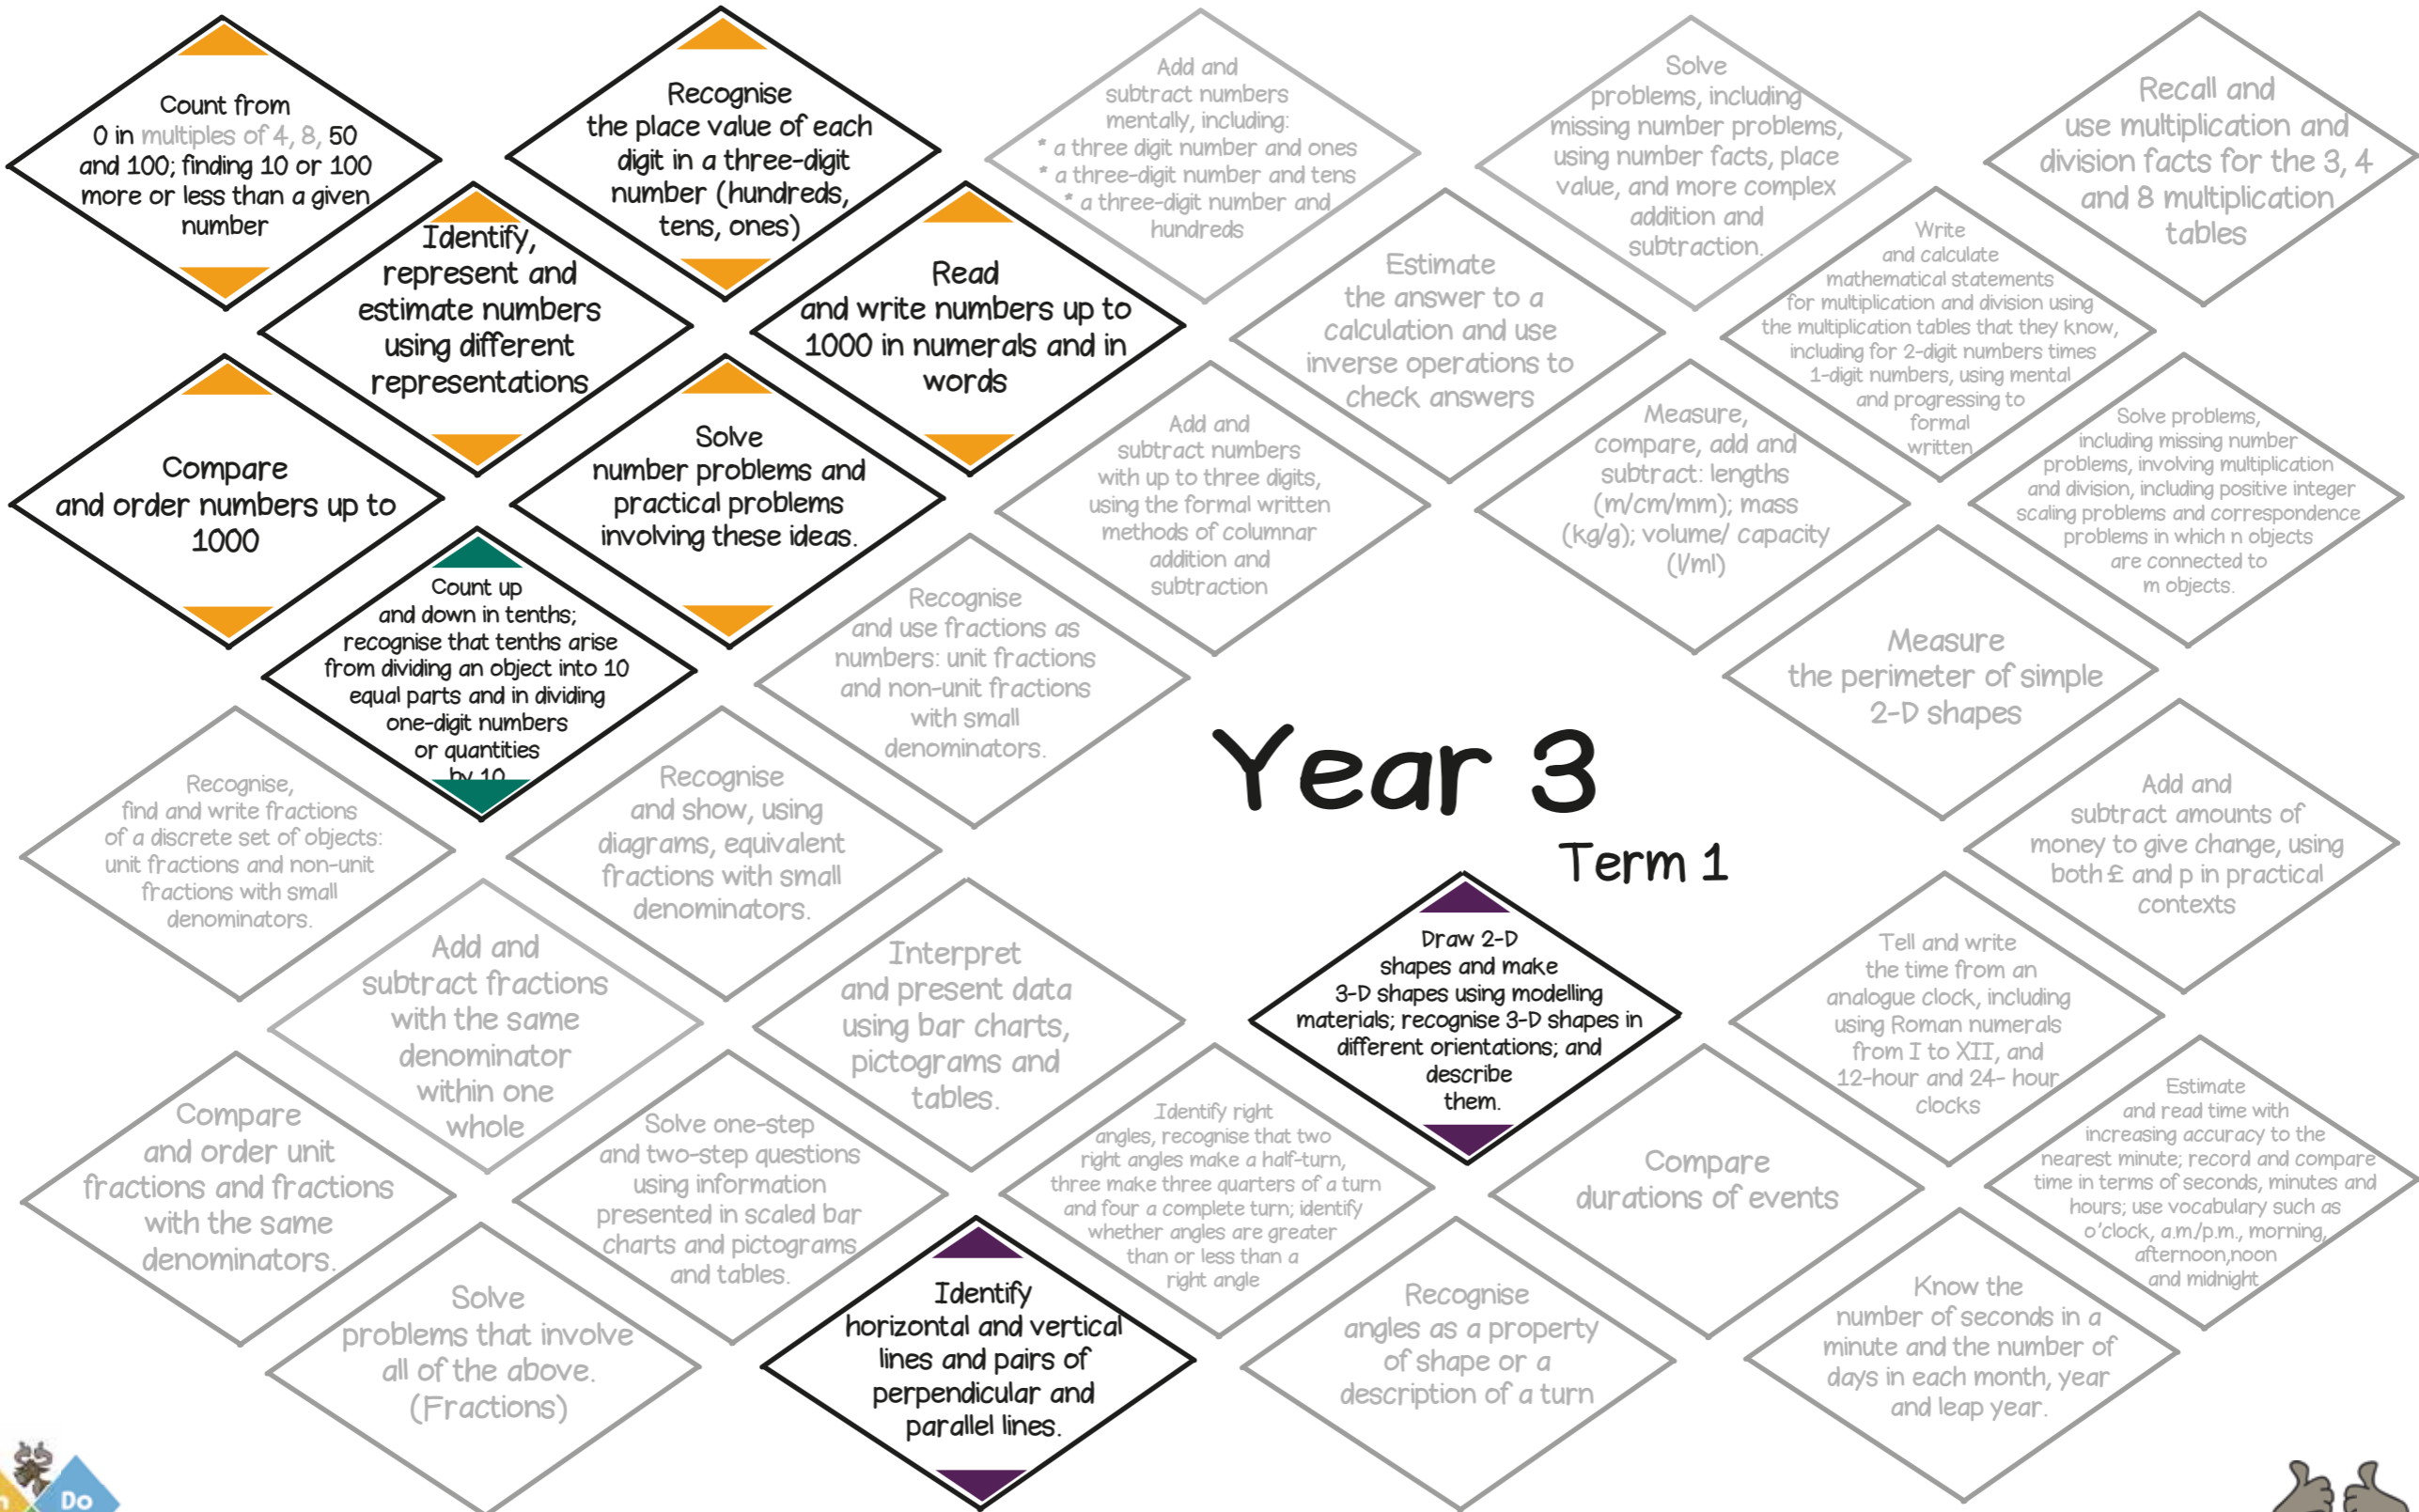 Count from
0 in multiples of 4, 8, 50
and 100; finding 10 or 100
more or less than a given
number
Recognise
the place value of each
digit in a three-digit
number (hundreds,
tens, ones)
Add and
subtract numbers
mentally, including:
* a three digit number and ones
* a three-digit number and tens
* a three-digit number and
hundreds
Solve
problems, including
missing number problems,
using number facts, place
value, and more complex
addition and
subtraction.
Recall and
use multiplication and
division facts for the 3, 4
and 8 multiplication
tables
Identify,
represent and
estimate numbers
using different
representations
Read
and write numbers up to
1000 in numerals and in
words
Estimate
the answer to a
calculation and use
inverse operations to
check answers
Write
and calculate
mathematical statements
for multiplication and division using
the multiplication tables that they know,
including for 2-digit numbers times
1-digit numbers, using mental
and progressing to
formal
written
Compare
and order numbers up to
1000
Solve
number problems and
practical problems
involving these ideas.
Add and
subtract numbers
with up to three digits,
using the formal written
methods of columnar
addition and
subtraction
Measure,
compare, add and
subtract: lengths
(m/cm/mm); mass
(kg/g); volume/ capacity
(l/ml)
Solve problems,
including missing number
problems, involving multiplication
and division, including positive integer
scaling problems and correspondence
problems in which n objects
are connected to
m objects.
Count up
and down in tenths;
recognise that tenths arise
from dividing an object into 10
equal parts and in dividing
one-digit numbers
or quantities
by 10
Recognise
and use fractions as
numbers: unit fractions
and non-unit fractions
with small
denominators.
Measure
the perimeter of simple
2-D shapes
Year 3
Term 1
Recognise,
find and write fractions
of a discrete set of objects:
unit fractions and non-unit
fractions with small
denominators.
Recognise
and show, using
diagrams, equivalent
fractions with small
denominators.
Add and
subtract amounts of
money to give change, using
both £ and p in practical
contexts
Add and
subtract fractions
with the same
denominator
within one
whole
Interpret
and present data
using bar charts,
pictograms and
tables.
Draw 2-D
shapes and make
3-D shapes using modelling
materials; recognise 3-D shapes in
different orientations; and
describe
them.
Tell and write
the time from an
analogue clock, including
using Roman numerals
from I to XII, and
12-hour and 24- hour
clocks
Compare
and order unit
fractions and fractions
with the same
denominators.
Solve one-step
and two-step questions
using information
presented in scaled bar
charts and pictograms
and tables.
Identify right
angles, recognise that two
right angles make a half-turn,
three make three quarters of a turn
and four a complete turn; identify
whether angles are greater
than or less than a
right angle
Compare
durations of events
Estimate
and read time with
increasing accuracy to the
nearest minute; record and compare
time in terms of seconds, minutes and
hours; use vocabulary such as
o'clock, a.m./p.m., morning,
afternoon,noon
and midnight
Solve
problems that involve
all of the above.
(Fractions)
Identify
horizontal and vertical
lines and pairs of
perpendicular and
parallel lines.
Recognise
angles as a property
of shape or a
description of a turn
Know the
number of seconds in a
minute and the number of
days in each month, year
and leap year.
Do